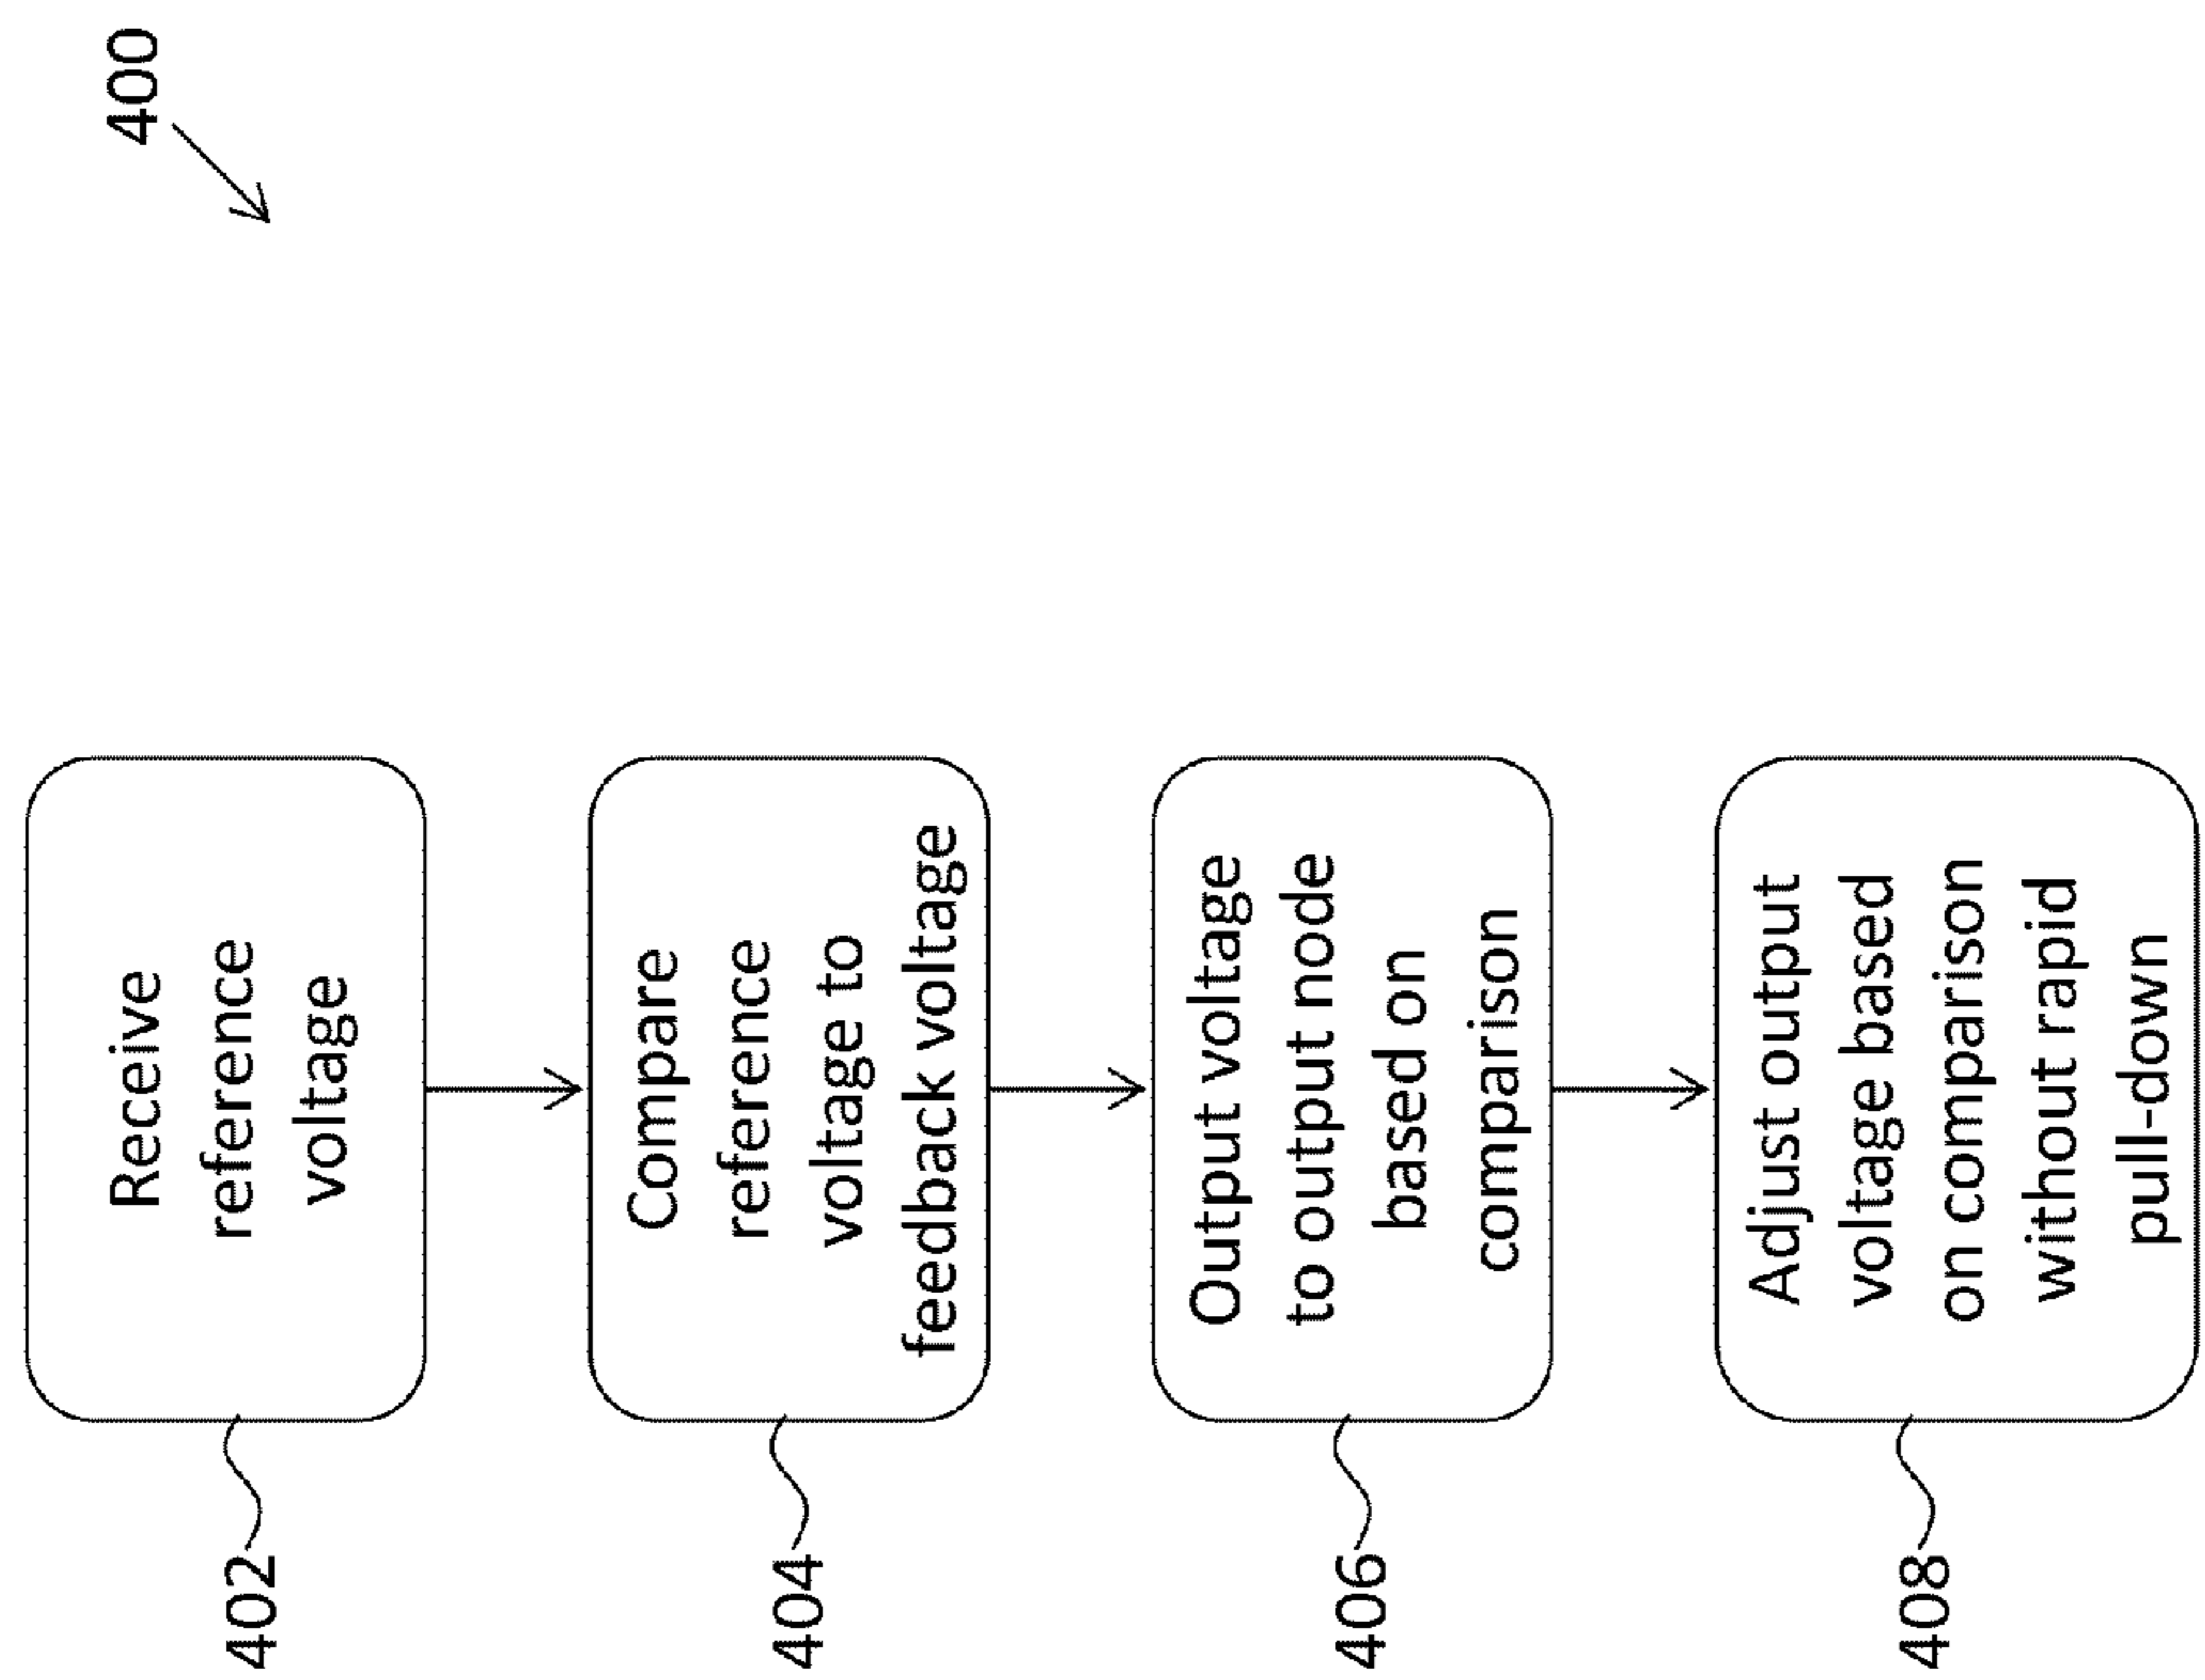 400
402
Receive
reference
voltage
404
Compare
reference
voltage to
feedback voltage
406
Output voltage
to output node
based on
comparison
408
Adjust output
voltage based
on comparison
without rapid
pull-down